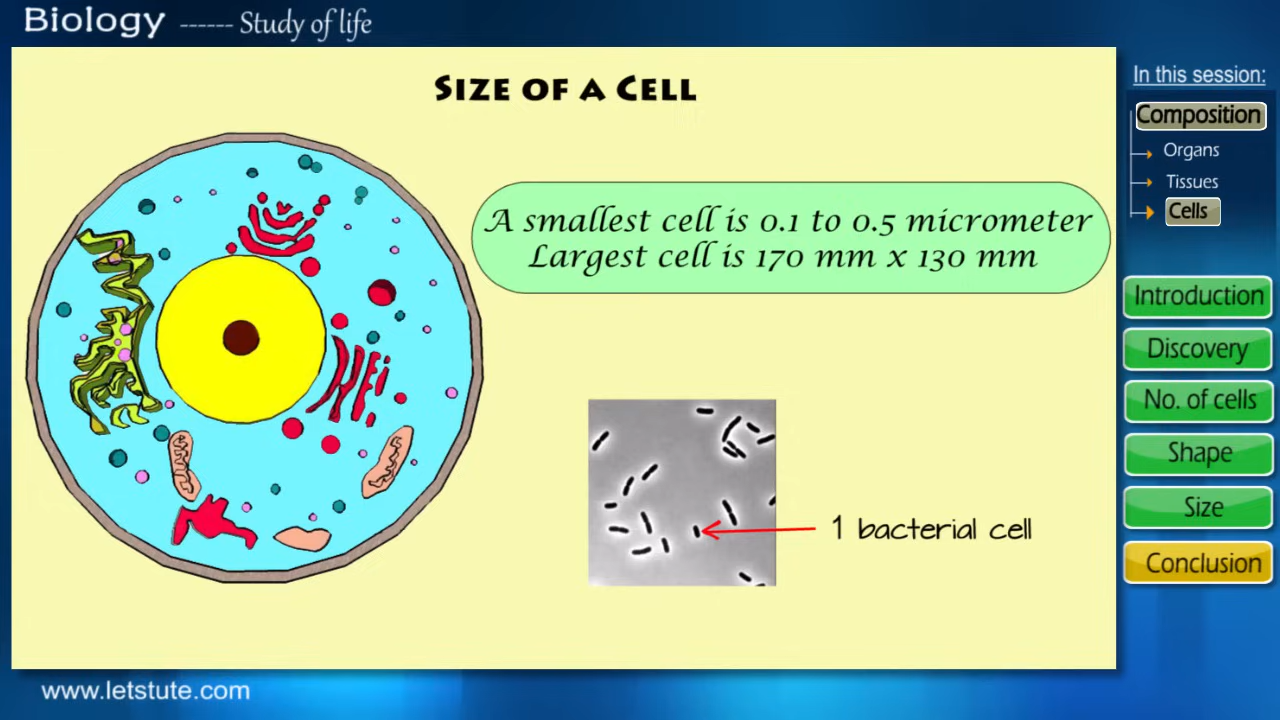 Biology ------ Study of life
Size of a Cell
A smallest cell is 0.1 to 0.5 micrometer
Largest cell is 170 mm x 130 mm
1 bacterial cell
In this session:
Composition
Organs
Tissues
Cells
Introduction
Discovery
No. of cells
Shape
Size
Conclusion
www.letstute.com